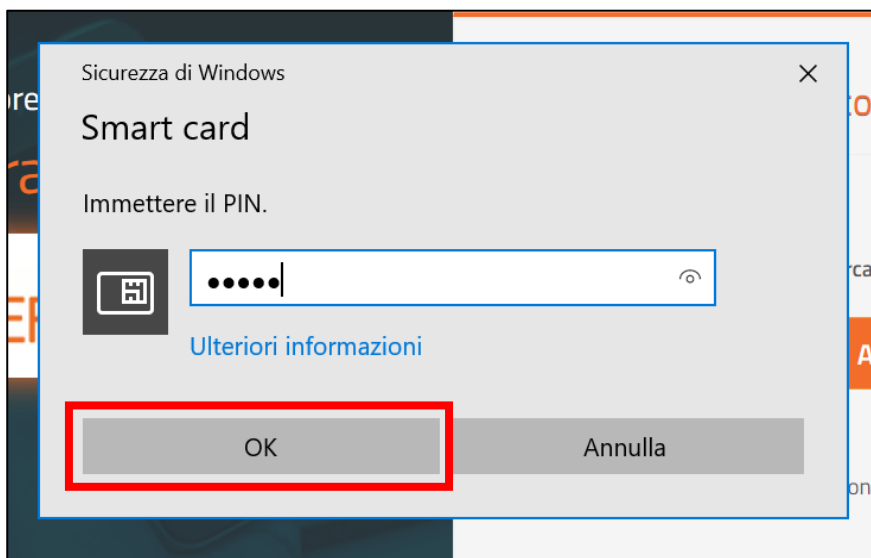 Sicurezza di Windows
Smart card
Immettere il PIN.
•••••
Ulteriori informazioni
OK
Annulla